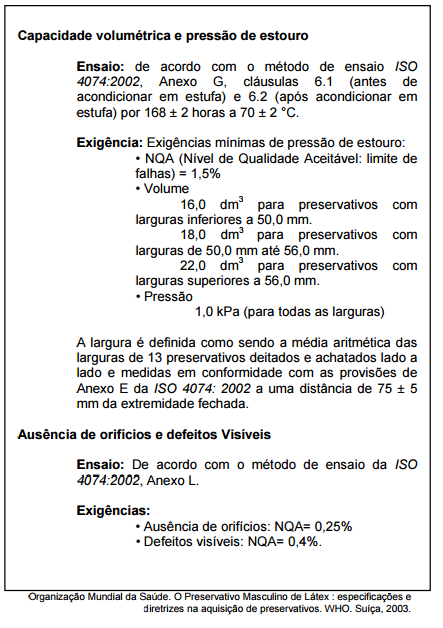 Capacidade volumétrica e pressão de estouro
Ensaio: de acordo com o método de ensaio ISO
4074:2002, Anexo G, cláusulas 6.1 (antes de
acondicionar em estufa) e 6.2 (após acondicionar em
estufa) por 168 ± 2 horas a 70 ± 2 °C.
Exigência: Exigências mínimas de pressão de estouro:
• NQA (Nível de Qualidade Aceitável: limite de
falhas) = 1,5%
• Volume
16,0 dm³ para preservativos com
larguras inferiores a 50,0 mm.
18,0 dm³ para preservativos com
larguras de 50,0 mm até 56,0 mm.
22,0 dm³ para preservativos com
larguras superiores a 56,0 mm.
• Pressão
1,0 kPa (para todas as larguras)
A largura é definida como sendo a média aritmética das
larguras de 13 preservativos deitados e achatados lado a
lado e medidas em conformidade com as provisões de
Anexo E da ISO 4074: 2002 a uma distância de 75 ± 5
mm da extremidade fechada.
Ausência de orifícios e defeitos Visíveis
Ensaio: De acordo com o método de ensaio da ISO
4074:2002, Anexo L.
Exigências:
• Ausência de orifícios: NQA= 0,25%
• Defeitos visíveis: NQA= 0,4%.
Organização Mundial da Saúde. O Preservativo Masculino de Látex : especificações e
diretrizes na aquisição de preservativos. WHO. Suíça, 2003.